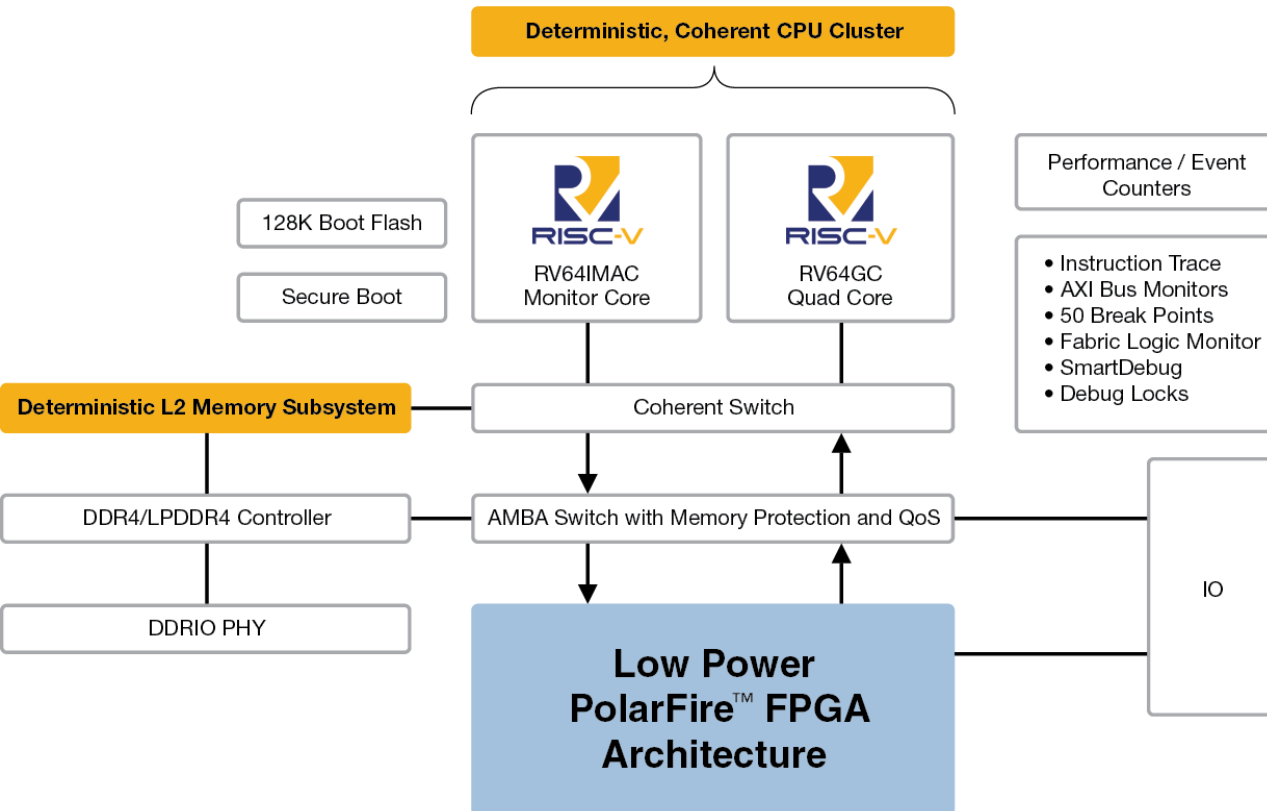 Deterministic, Coherent CPU Cluster
RISC-V
RV64IMAC
Monitor Core
RISC-V
RV64GC
Quad Core
Performance / Event
Counters
128K Boot Flash
Secure Boot
• Instruction Trace
• AXI Bus Monitors
• 50 Break Points
• Fabric Logic Monitor
• SmartDebug
• Debug Locks
Deterministic L2 Memory Subsystem
Coherent Switch
DDR4/LPDDR4 Controller
AMBA Switch with Memory Protection and QoS
IO
DDRIO PHY
Low Power
PolarFire™ FPGA
Architecture